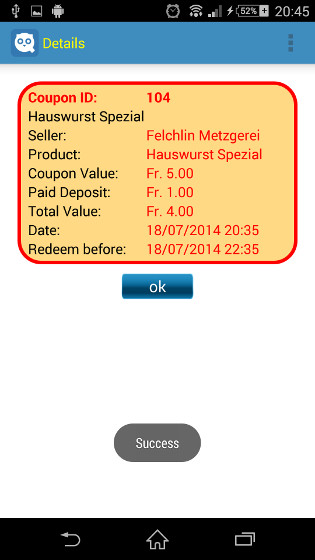 52% 20:45
Details
Coupon ID: 104
Hauswurst Spezial
Seller: Felchlin Metzgerei
Product: Hauswurst Spezial
Coupon Value: Fr. 5.00
Paid Deposit: Fr. 1.00
Total Value: Fr. 4.00
Date: 18/07/2014 20:35
Redeem before: 18/07/2014 22:35
ok
Success